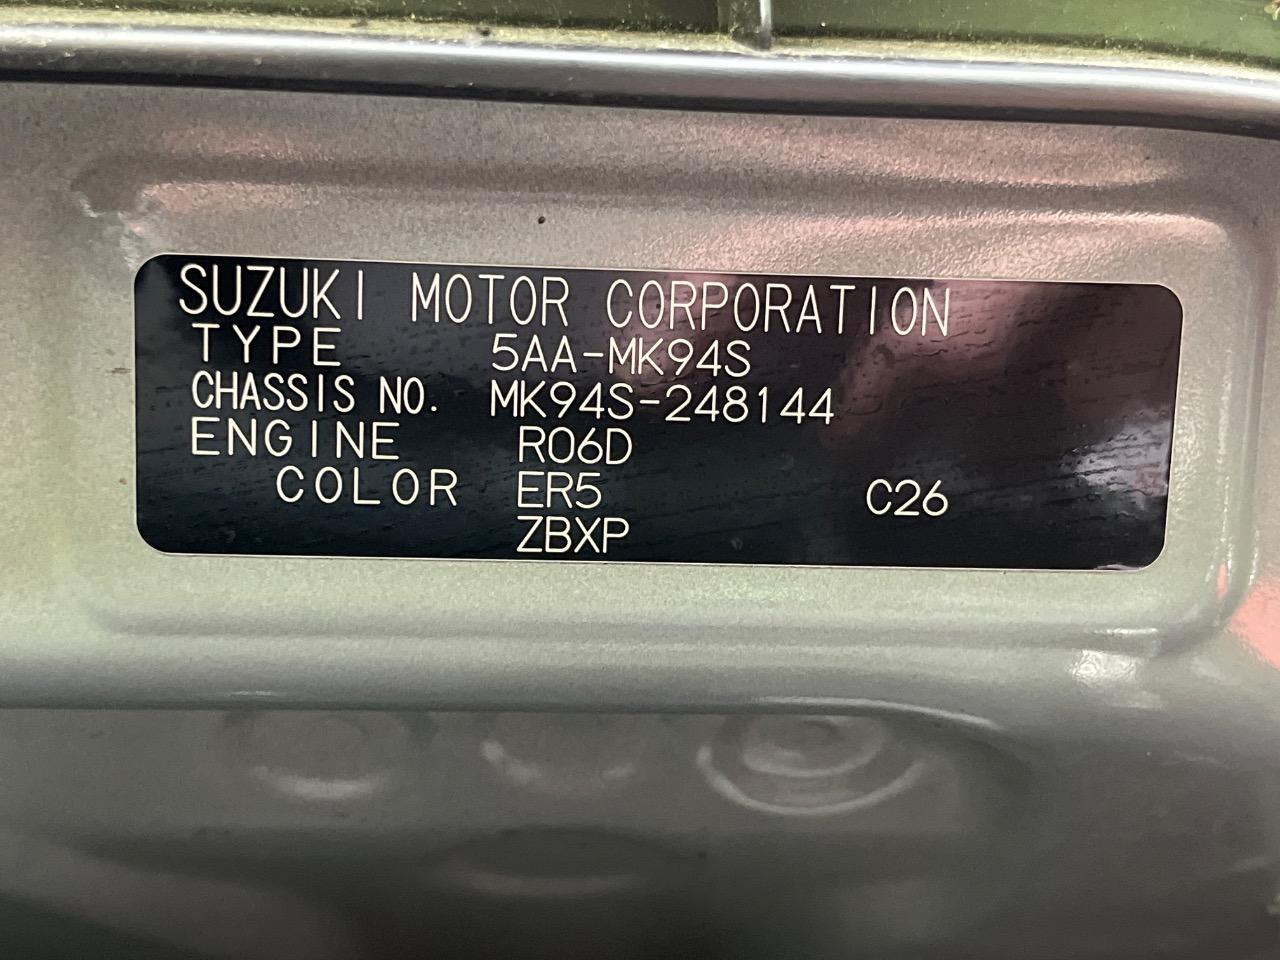 SUZUKI MOTOR CORPORATION
TYPE 5AA-MK94S
CHASSIS NO. MK94S-248144
ENGINE R06D
COLOR ER5 C26
ZBXP